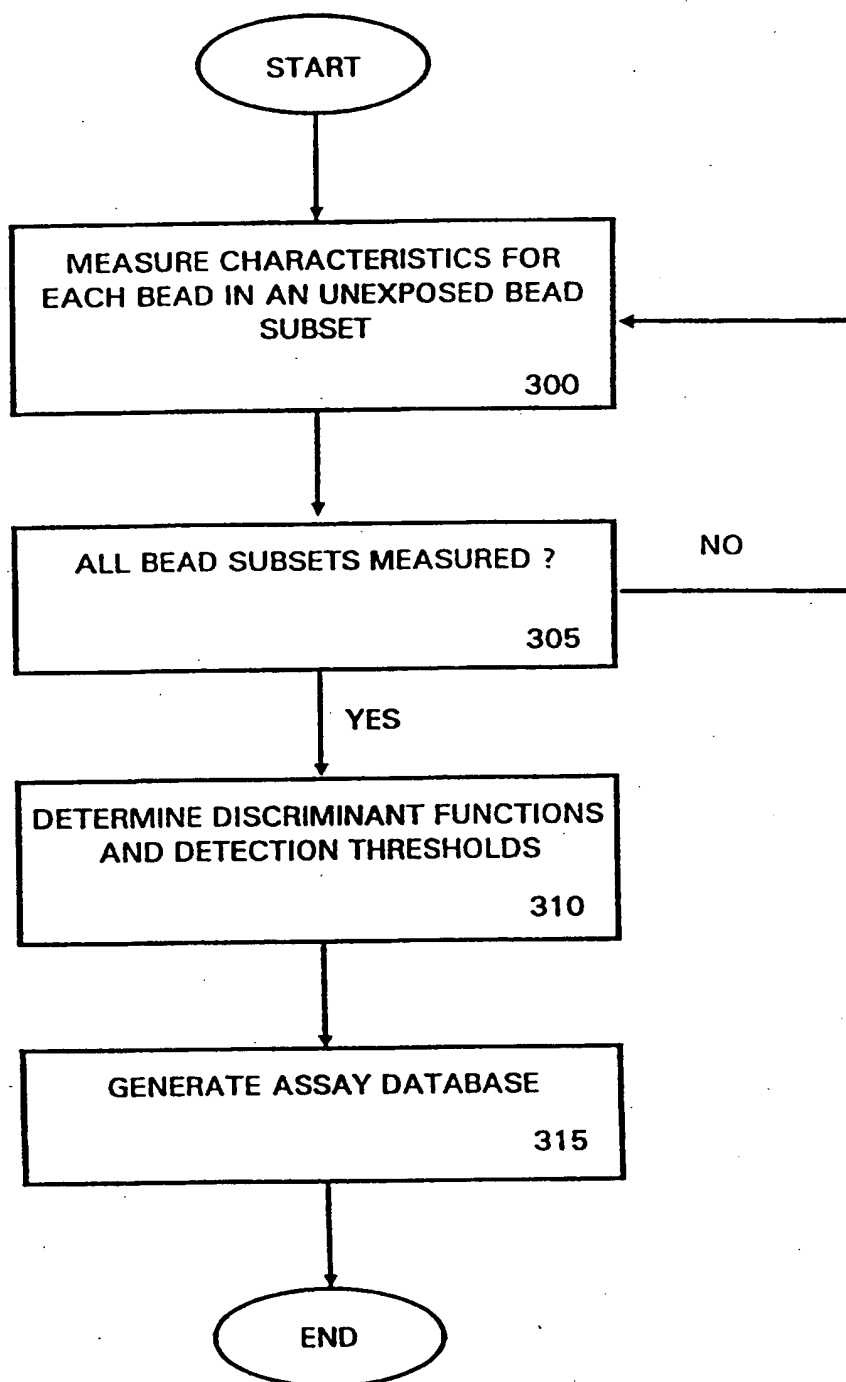 START
MEASURE CHARACTERISTICS FOR
EACH BEAD IN AN UNEXPOSED BEAD
SUBSET
300
ALL BEAD SUBSETS MEASURED ?
NO
305
YES
DETERMINE DISCRIMINANT FUNCTIONS
AND DETECTION THRESHOLDS
310
GENERATE ASSAY DATABASE
315
END